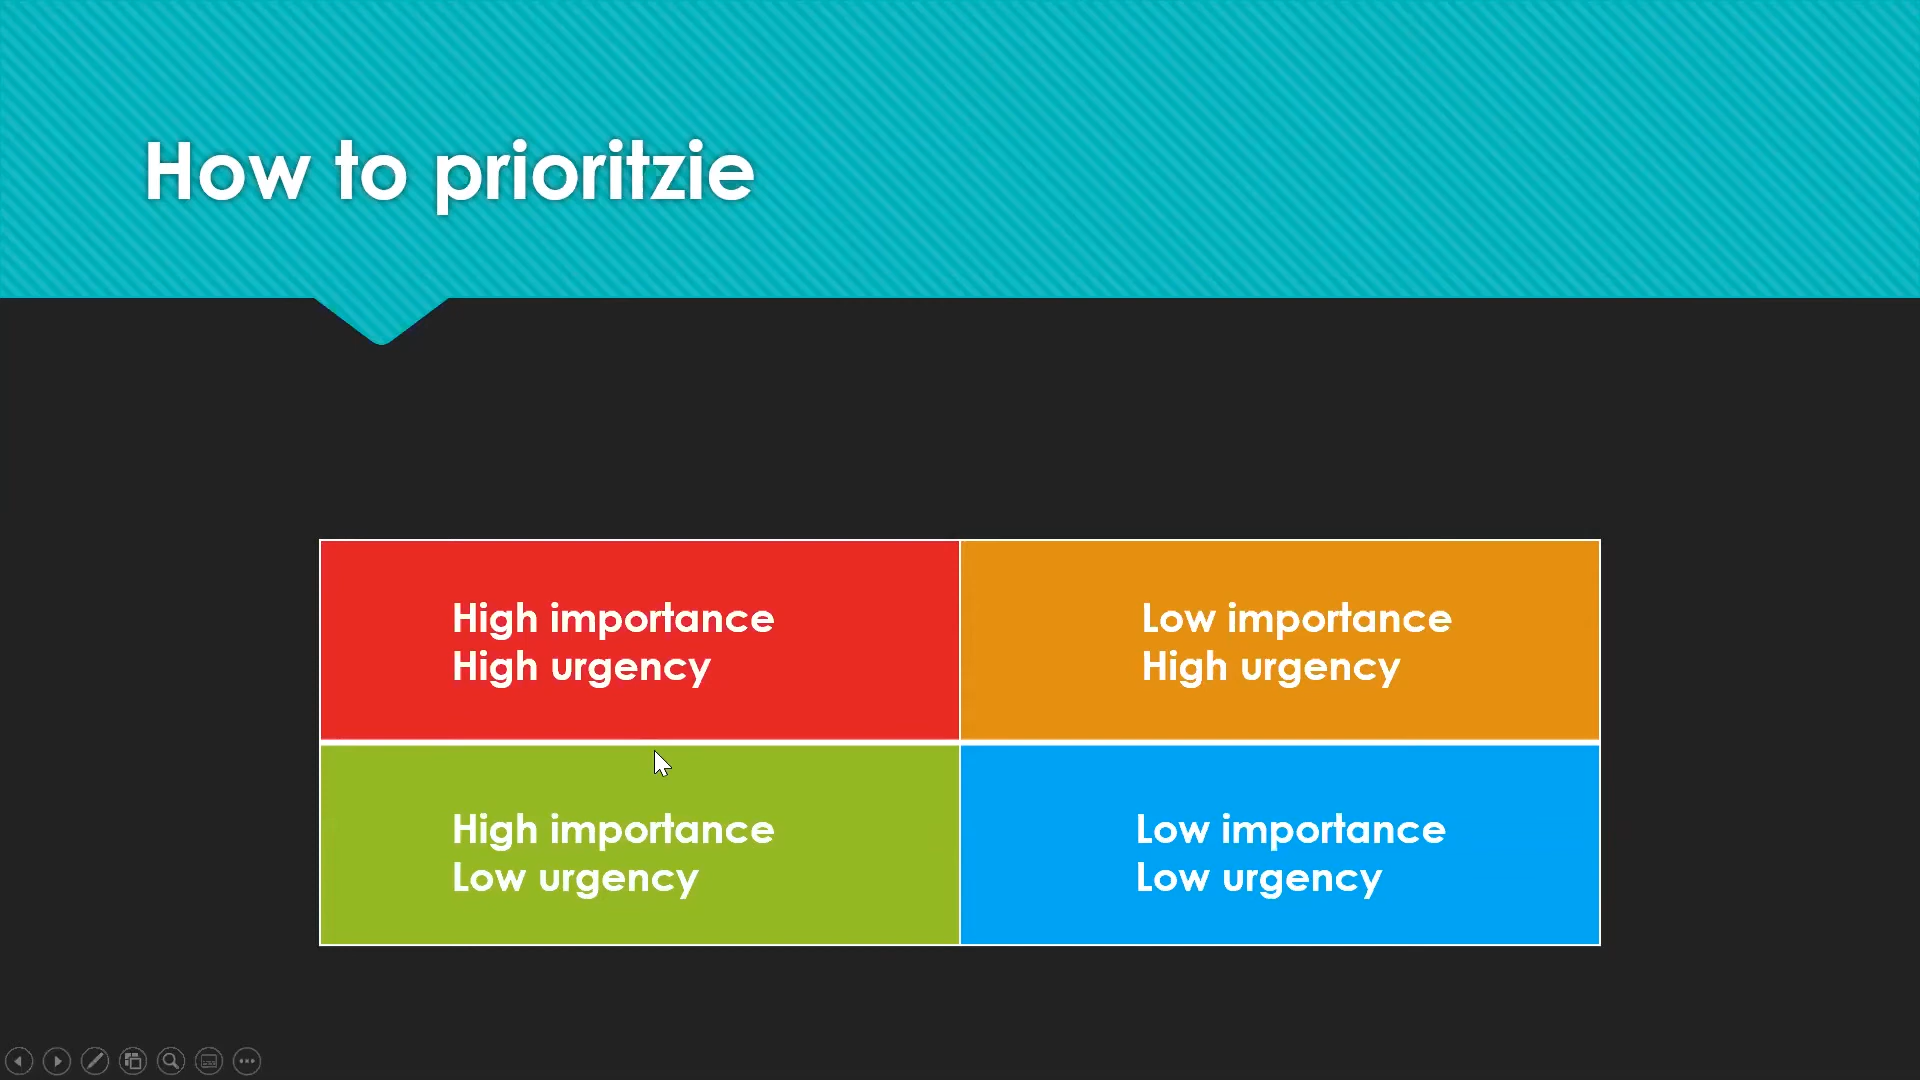 How to prioritzie
High importance
High urgency
Low importance
High urgency
High importance
Low urgency
Low importance
Low urgency